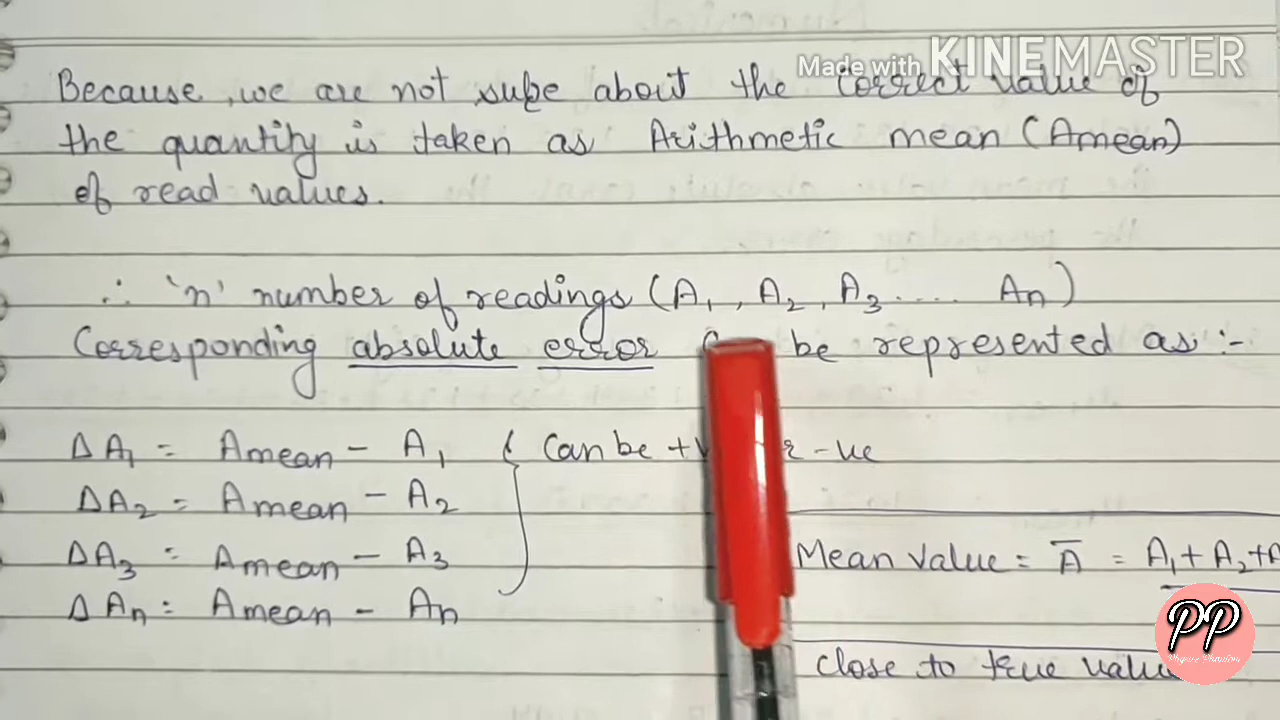 Made with KINEMASTER
Because, we are not sure about the correct value of
the quantity is taken as Arithmetic mean (Amean)
of read values.
∴ 'n' number of readings (A₁, A₂, A₃ .... An)
Corresponding absolute error be represented as :-
ΔA₁ = Amean - A₁ { Can be - ve
ΔA₂ = Amean - A₂
ΔA₃ = Amean - A₃
ΔAn = Amean - An
Mean Value = A̅ = A₁ + A₂ + A
close to true value
PP